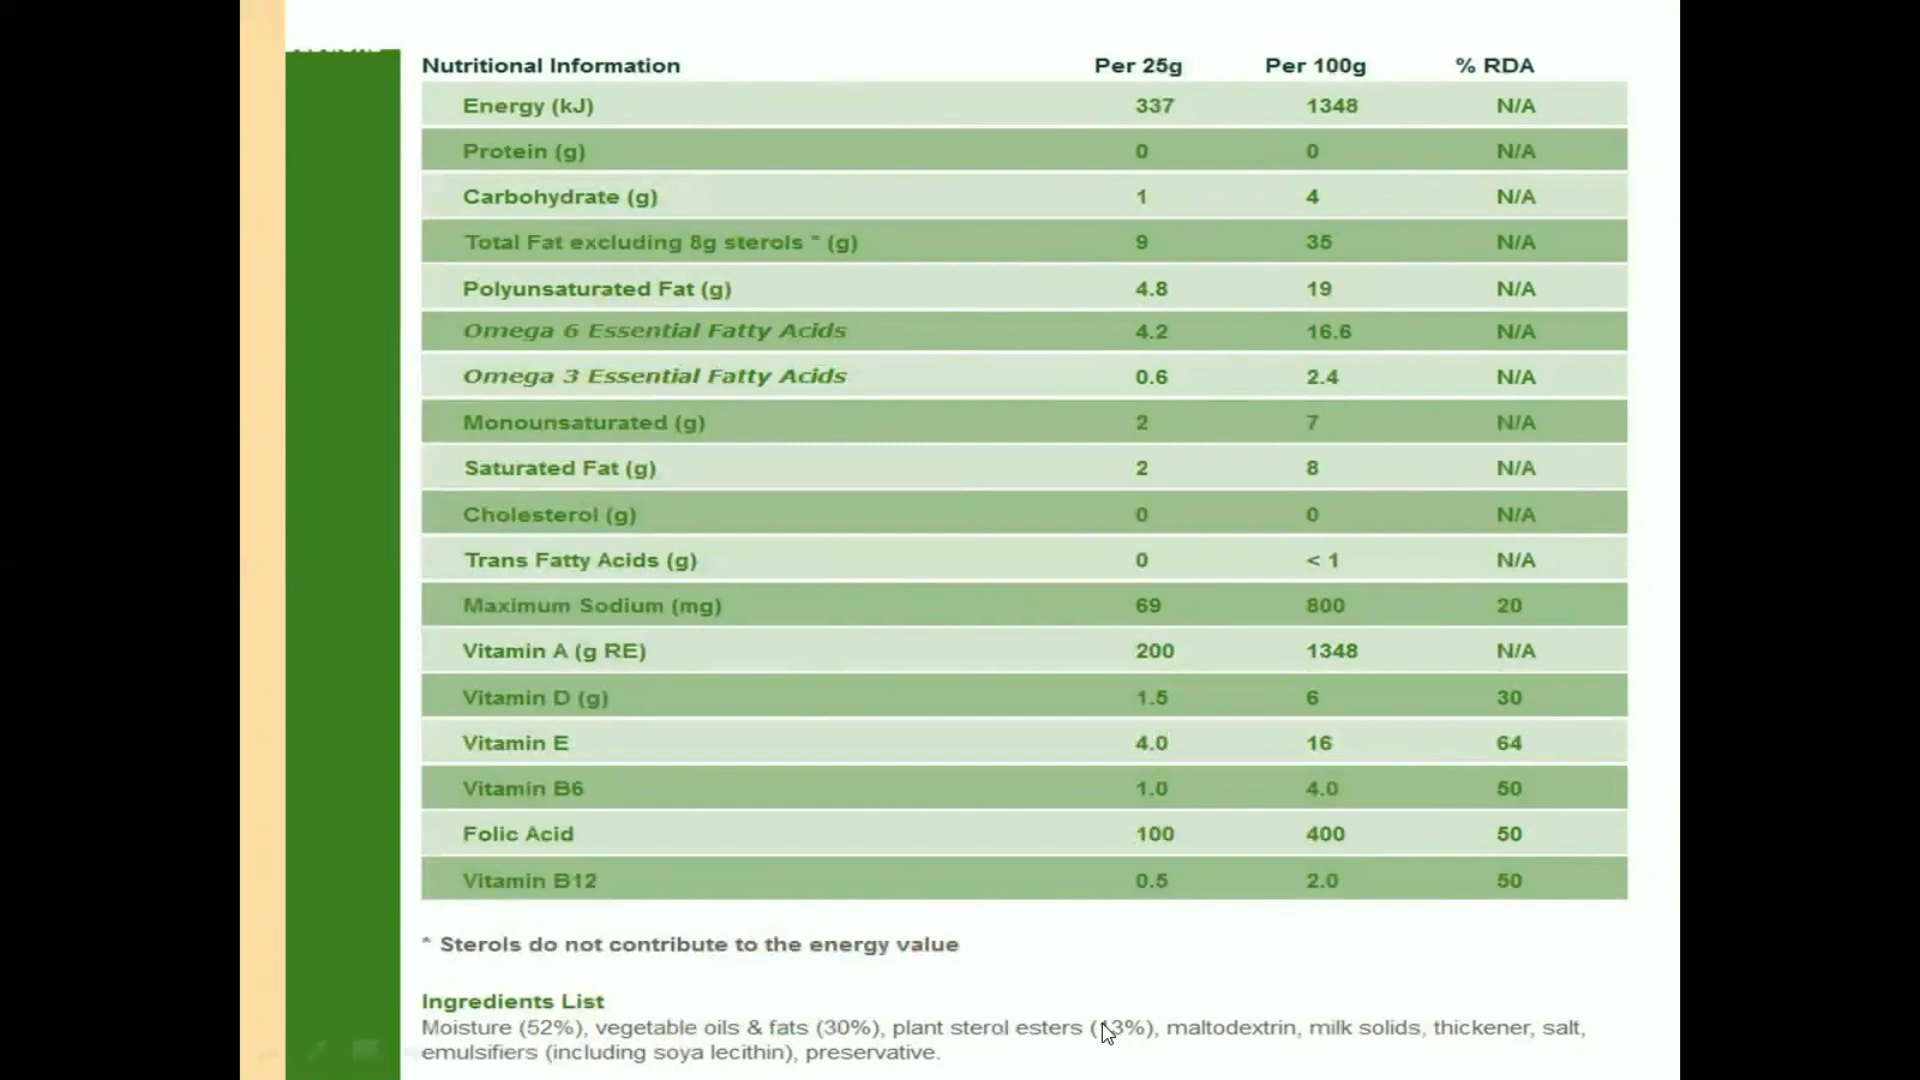 Nutritional Information Per 25g Per 100g % RDA
Energy (kJ) 337 1348 N/A
Protein (g) 0 0 N/A
Carbohydrate (g) 1 4 N/A
Total Fat excluding 8g sterols * (g) 9 35 N/A
Polyunsaturated Fat (g) 4.8 19 N/A
Omega 6 Essential Fatty Acids 4.2 16.6 N/A
Omega 3 Essential Fatty Acids 0.6 2.4 N/A
Monounsaturated (g) 2 7 N/A
Saturated Fat (g) 2 8 N/A
Cholesterol (g) 0 0 N/A
Trans Fatty Acids (g) 0 < 1 N/A
Maximum Sodium (mg) 69 800 20
Vitamin A (g RE) 200 1348 N/A
Vitamin D (g) 1.5 6 30
Vitamin E 4.0 16 64
Vitamin B6 1.0 4.0 50
Folic Acid 100 400 50
Vitamin B12 0.5 2.0 50
* Sterols do not contribute to the energy value
Ingredients List
Moisture (52%), vegetable oils & fats (30%), plant sterol esters (13%), maltodextrin, milk solids, thickener, salt,
emulsifiers (including soya lecithin), preservative.